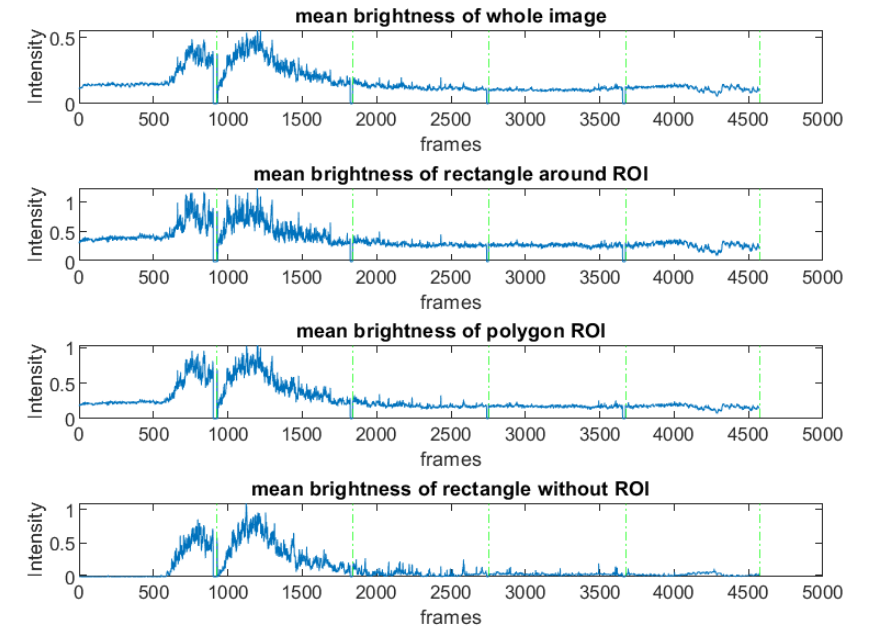 mean brightness of whole image
Intensity
0.5
0
0 500 1000 1500 2000 2500 3000 3500 4000 4500 5000
frames
mean brightness of rectangle around ROI
Intensity
1
0.5
0
0 500 1000 1500 2000 2500 3000 3500 4000 4500 5000
frames
mean brightness of polygon ROI
Intensity
1
0.5
0
0 500 1000 1500 2000 2500 3000 3500 4000 4500 5000
frames
mean brightness of rectangle without ROI
Intensity
1
0.5
0
0 500 1000 1500 2000 2500 3000 3500 4000 4500 5000
frames